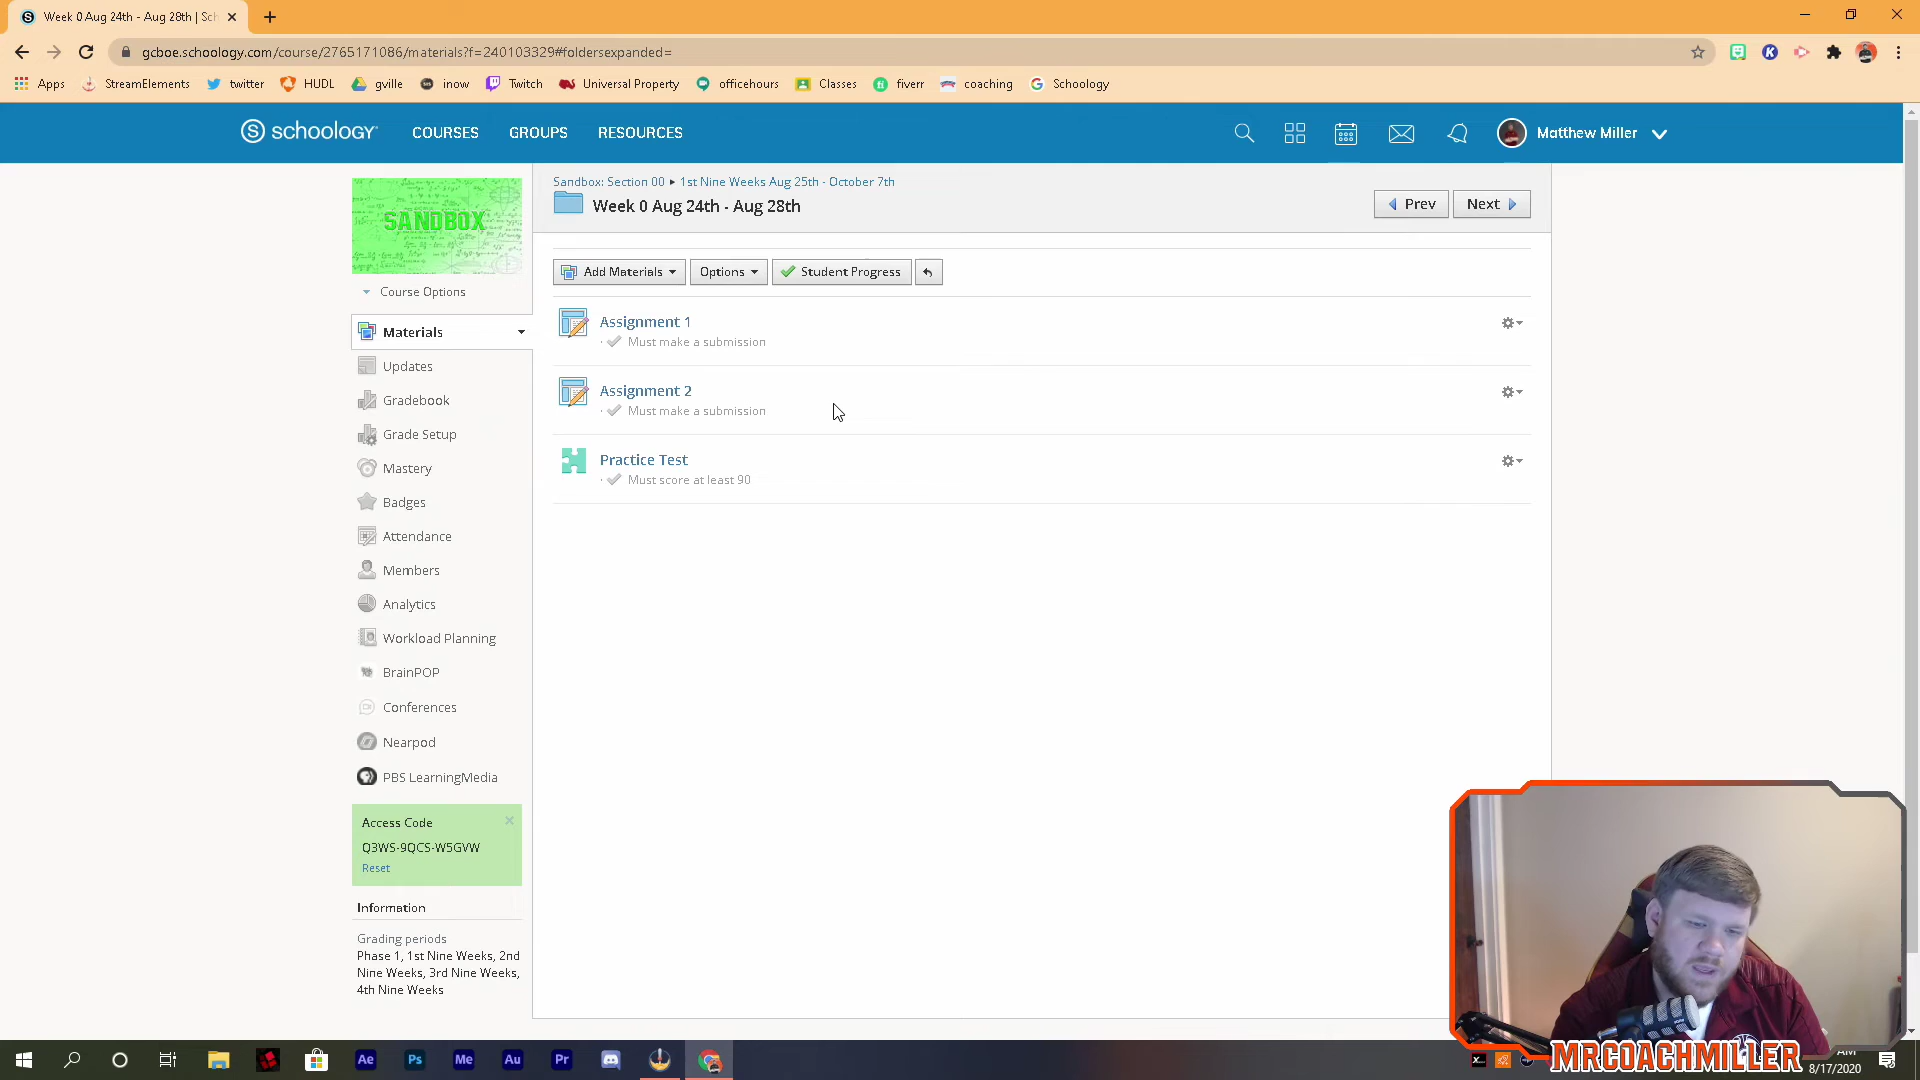 Week 0 Aug 24th - Aug 28th | Sch
gcboe.schoology.com/course/2765171086/materials?f=240103329#foldersexpanded=
Apps StreamElements twitter HUDL gville inow Twitch Universal Property officehours Classes fiverr coaching Schoology
schoology COURSES GROUPS RESOURCES Matthew Miller
SANDBOX
Course Options
Materials
Updates
Gradebook
Grade Setup
Mastery
Badges
Attendance
Members
Analytics
Workload Planning
BrainPOP
Conferences
Nearpod
PBS LearningMedia
Access Code
Q3WS-9QCS-W5GVW
Reset
Information
Grading periods
Phase 1, 1st Nine Weeks, 2nd
Nine Weeks, 3rd Nine Weeks,
4th Nine Weeks
Sandbox: Section 00 ▸ 1st Nine Weeks Aug 25th - October 7th
Week 0 Aug 24th - Aug 28th
Prev Next
Add Materials Options Student Progress
Assignment 1
Must make a submission
Assignment 2
Must make a submission
Practice Test
Must score at least 90
MRCOACHMILLER
Ae Ps Me Au Pr
AM
8/17/2020